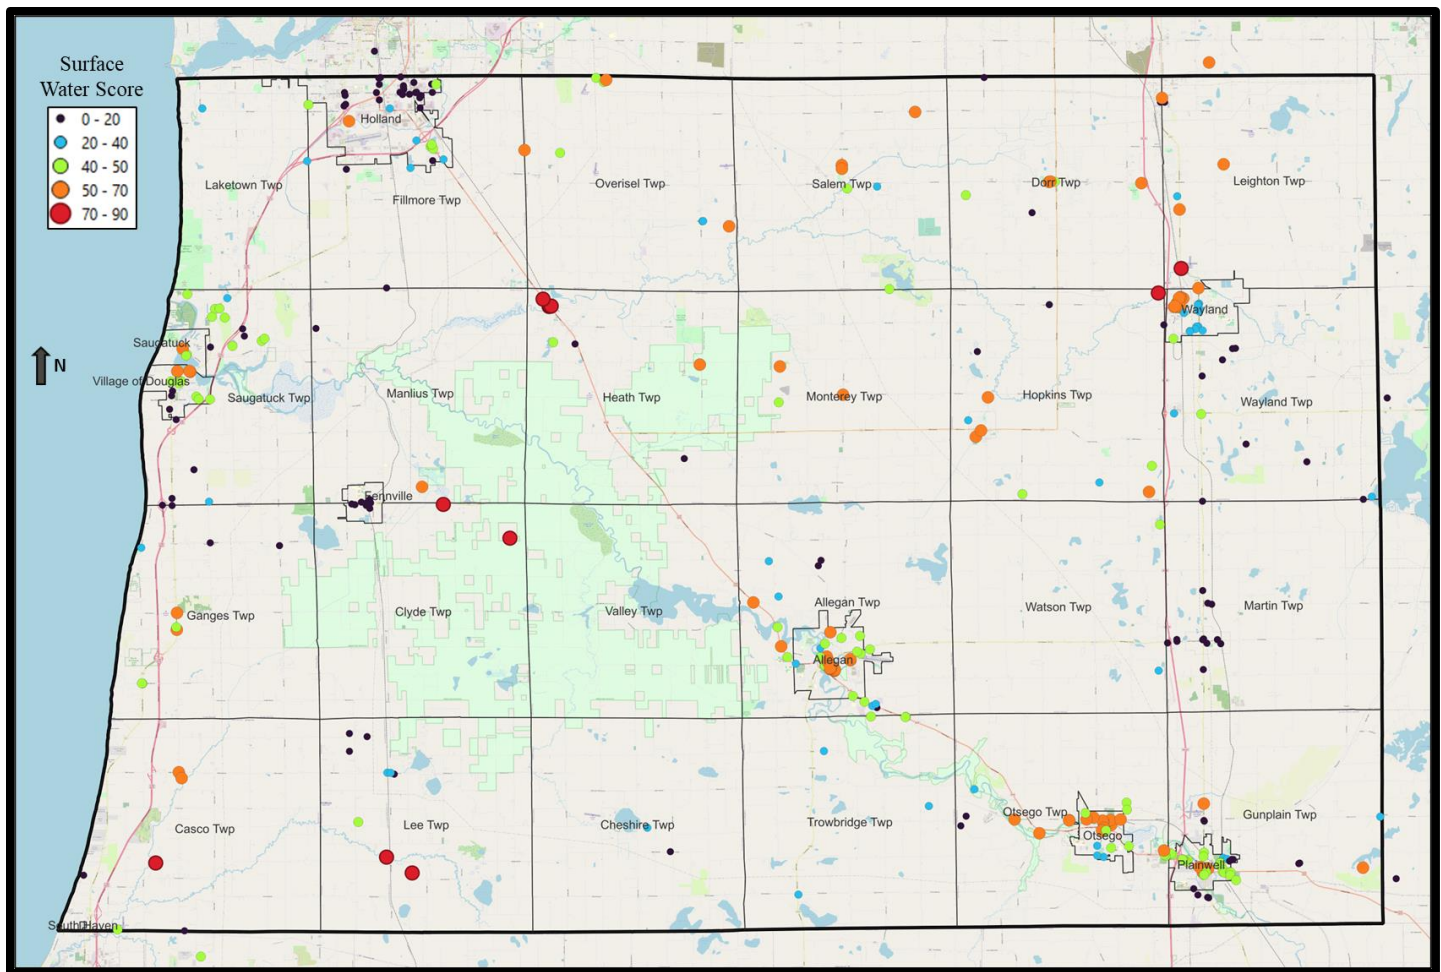 Surface
Water Score
0 - 20
20 - 40
40 - 50
50 - 70
70 - 90
N
Holland
Laketown Twp
Fillmore Twp
Overisel Twp
Salem Twp
Dorr Twp
Leighton Twp
Saugatuck
Village of Douglas
Saugatuck Twp
Manlius Twp
Heath Twp
Monterey Twp
Hopkins Twp
Wayland
Wayland Twp
Fennville
Ganges Twp
Clyde Twp
Valley Twp
Allegan Twp
Allegan
Watson Twp
Martin Twp
Casco Twp
Lee Twp
Cheshire Twp
Trowbridge Twp
Otsego Twp
Otsego
Gunplain Twp
Plainwell
South Haven